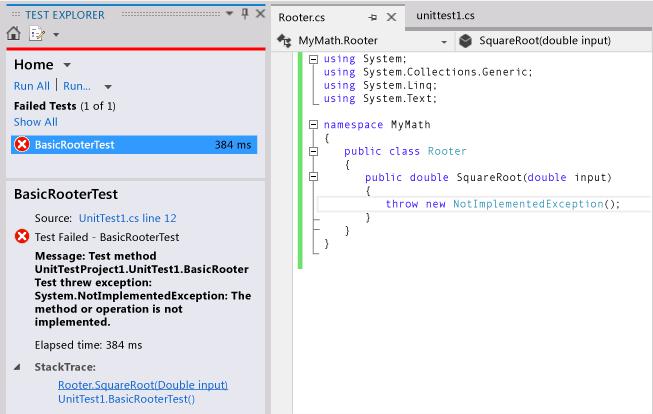 TEST EXPLORER
Home
Run All | Run...
Failed Tests (1 of 1)
Show All
BasicRooterTest 384 ms
BasicRooterTest
Source: UnitTest1.cs line 12
Test Failed - BasicRooterTest
Message: Test method
UnitTestProject1.UnitTest1.BasicRooter
Test threw exception:
System.NotImplementedException: The
method or operation is not
implemented.
Elapsed time: 384 ms
StackTrace:
Rooter.SquareRoot(Double input)
UnitTest1.BasicRooterTest()
Rooter.cs unittest1.cs
MyMath.Rooter SquareRoot(double input)
using System;
using System.Collections.Generic;
using System.Linq;
using System.Text;
namespace MyMath
{
public class Rooter
{
public double SquareRoot(double input)
{
throw new NotImplementedException();
}
}
}